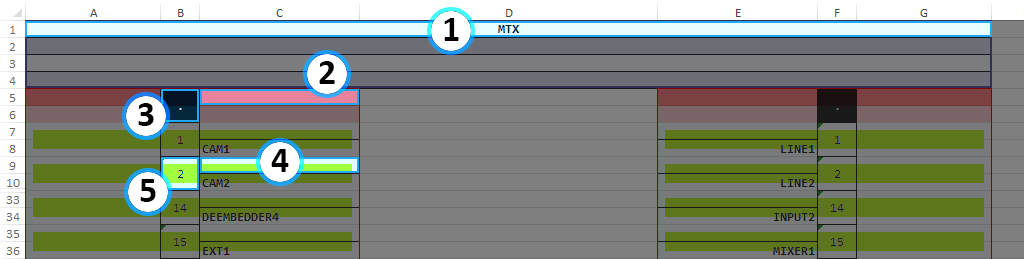 A B C D E F G
1 MTX
1
2
3
4 2
5
6 3 . .
7 1 1
8 CAM1 LINE1
9 4
2 2
10 5 CAM2 LINE2
33 14 14
34 DEEMBEDDER4 INPUT2
35 15 15
36 EXT1 MIXER1